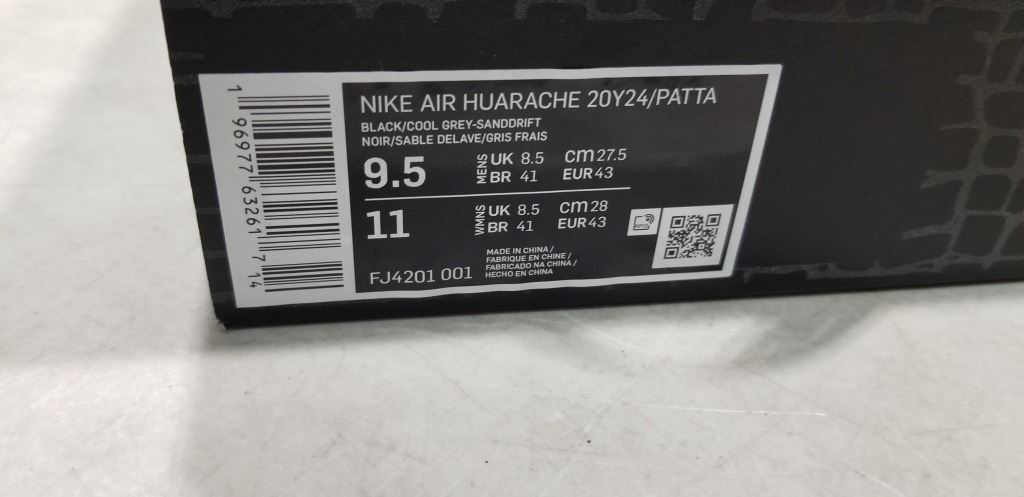 NIKE AIR HUARACHE 20Y24/PATTA
BLACK/COOL GREY-SANDDRIFT
NOIR/SABLE DELAVE/GRIS FRAIS
9.5 MENS UK 8.5 cm 27.5
BR 41 EUR 43
11 WMNS UK 8.5 cm 28
BR 41 EUR 43
FJ4201 001
MADE IN CHINA /
FABRIQUE EN CHINE /
FABRICADO NA CHINA /
HECHO EN CHINA
1 96977 63261 7 14